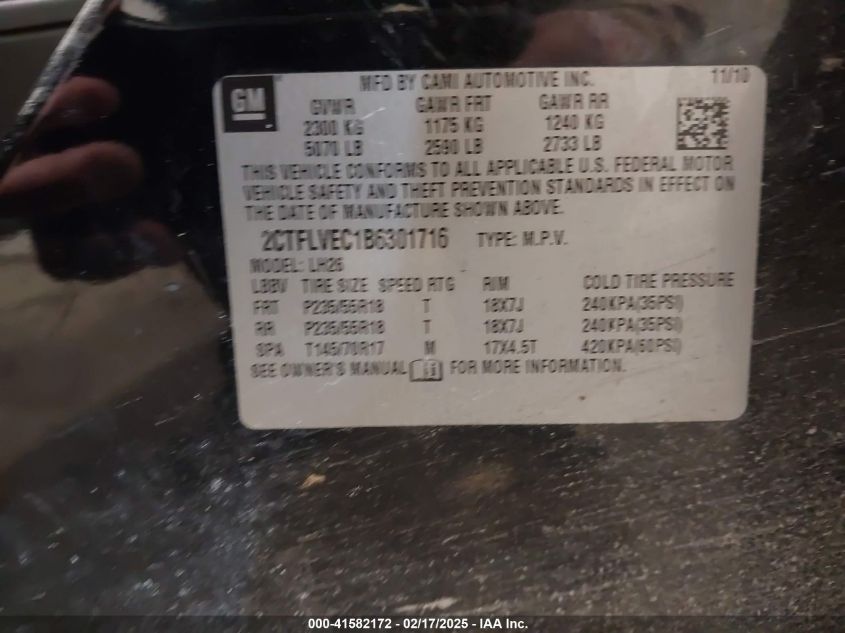 GM
MFD BY CAMI AUTOMOTIVE INC. 11/10
GVWR GAWR FRT GAWR RR
2300 KG 1175 KG 1240 KG
5070 LB 2590 LB 2733 LB
THIS VEHICLE CONFORMS TO ALL APPLICABLE U.S. FEDERAL MOTOR
VEHICLE SAFETY AND THEFT PREVENTION STANDARDS IN EFFECT ON
THE DATE OF MANUFACTURE SHOWN ABOVE.
2CTFLVEC1B6301716 TYPE: M.P.V.
MODEL: LH26
LBBV TIRE SIZE SPEED RTG RIM COLD TIRE PRESSURE
FRT P235/55R18 T 18X7J 240KPA(35PSI)
RR P235/55R18 T 18X7J 240KPA(35PSI)
SPA T145/70R17 M 17X4.5T 420KPA(60PSI)
SEE OWNER'S MANUAL FOR MORE INFORMATION.
000-41582172 - 02/17/2025 - IAA Inc.